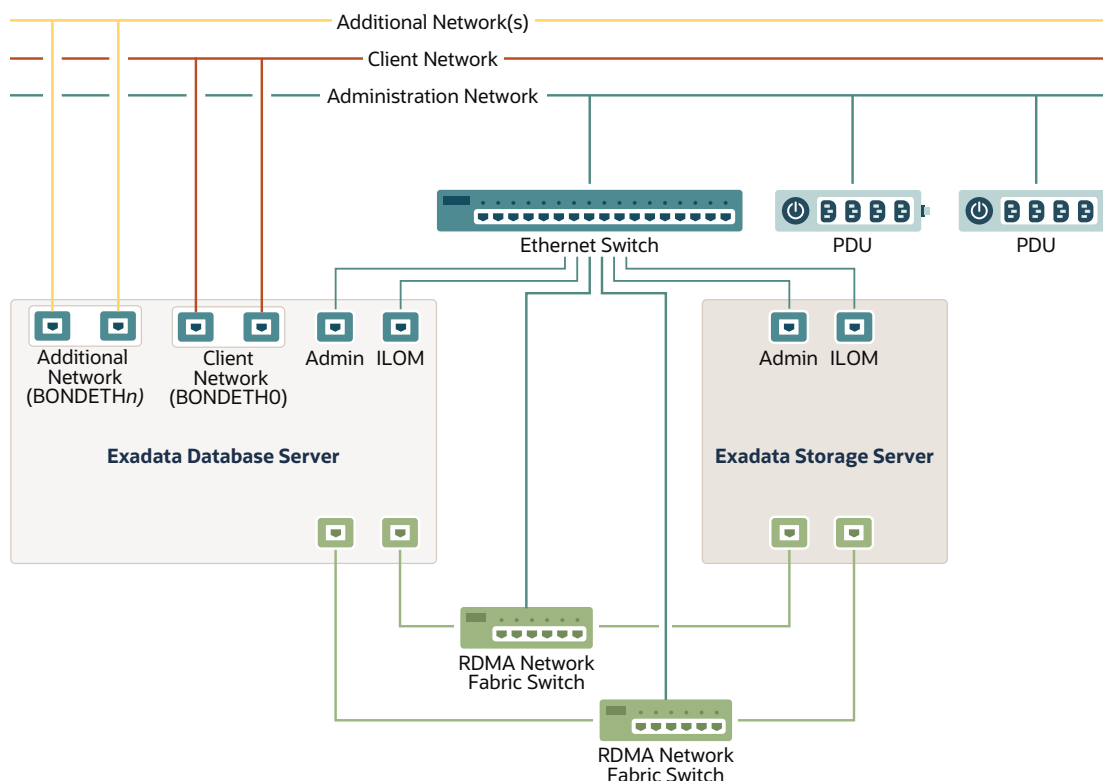 Additional Network(s)
Client Network
Administration Network
Ethernet Switch
PDU
PDU
Additional
Network
(BONDETHn)
Client
Network
(BONDETH0)
Admin
ILOM
Admin
ILOM
Exadata Database Server
Exadata Storage Server
RDMA Network
Fabric Switch
RDMA Network
Fabric Switch